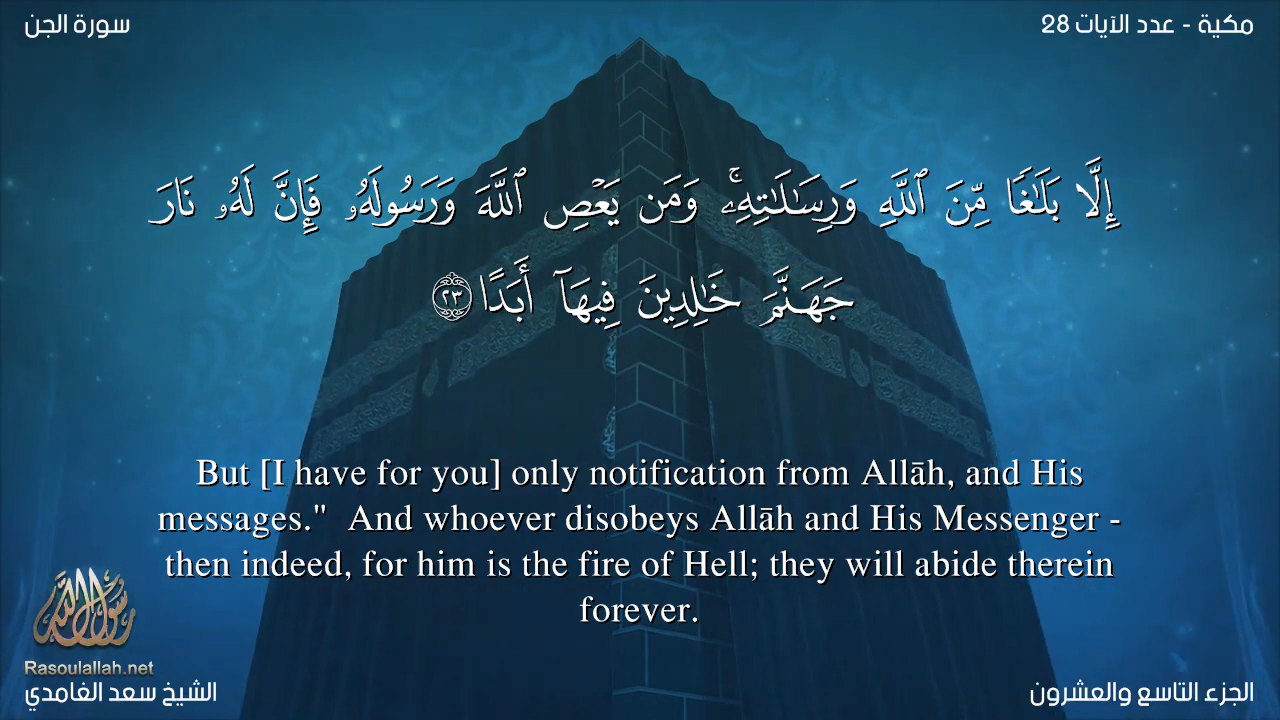 سورة الجن
مكية - عدد الآيات 28
إِلَّا بَلَٰغًا مِّنَ ٱللَّهِ وَرِسَٰلَٰتِهِۦۚ وَمَن يَعْصِ ٱللَّهَ وَرَسُولَهُۥ فَإِنَّ لَهُۥ نَارَ
جَهَنَّمَ خَٰلِدِينَ فِيهَآ أَبَدًا ٢٣
But [I have for you] only notification from Allāh, and His
messages."  And whoever disobeys Allāh and His Messenger -
then indeed, for him is the fire of Hell; they will abide therein
forever.
رسول الله
Rasoulallah.net
الشيخ سعد الغامدي
الجزء التاسع والعشرون